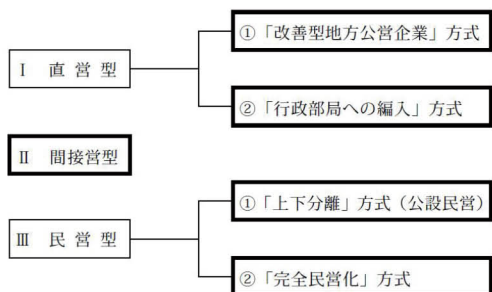 ①「改善型地方公営企業」方式
Ⅰ 直営型
②「行政部局への編入」方式
Ⅱ 間接営型
①「上下分離」方式（公設民営）
Ⅲ 民営型
②「完全民営化」方式